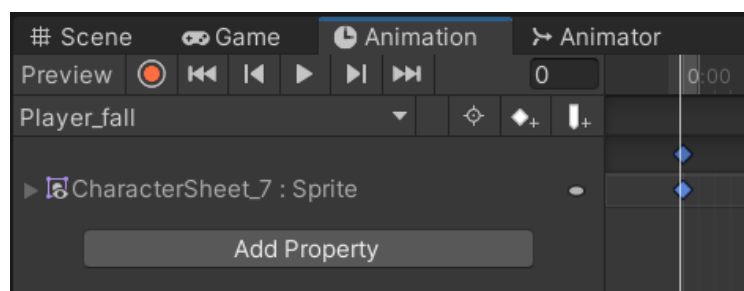 Scene Game Animation Animator
Preview 0 0:00
Player_fall
CharacterSheet_7 : Sprite
Add Property